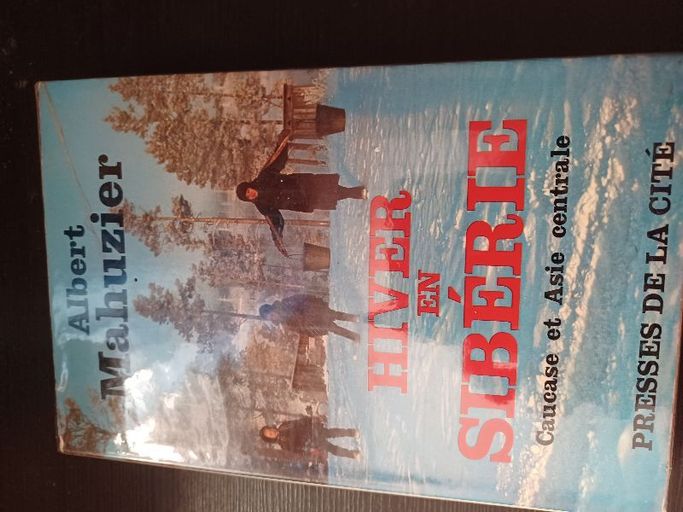 Albert
Mahuzier
HIVER
EN
SIBÉRIE
Caucase et Asie centrale
PRESSES DE LA CITÉ